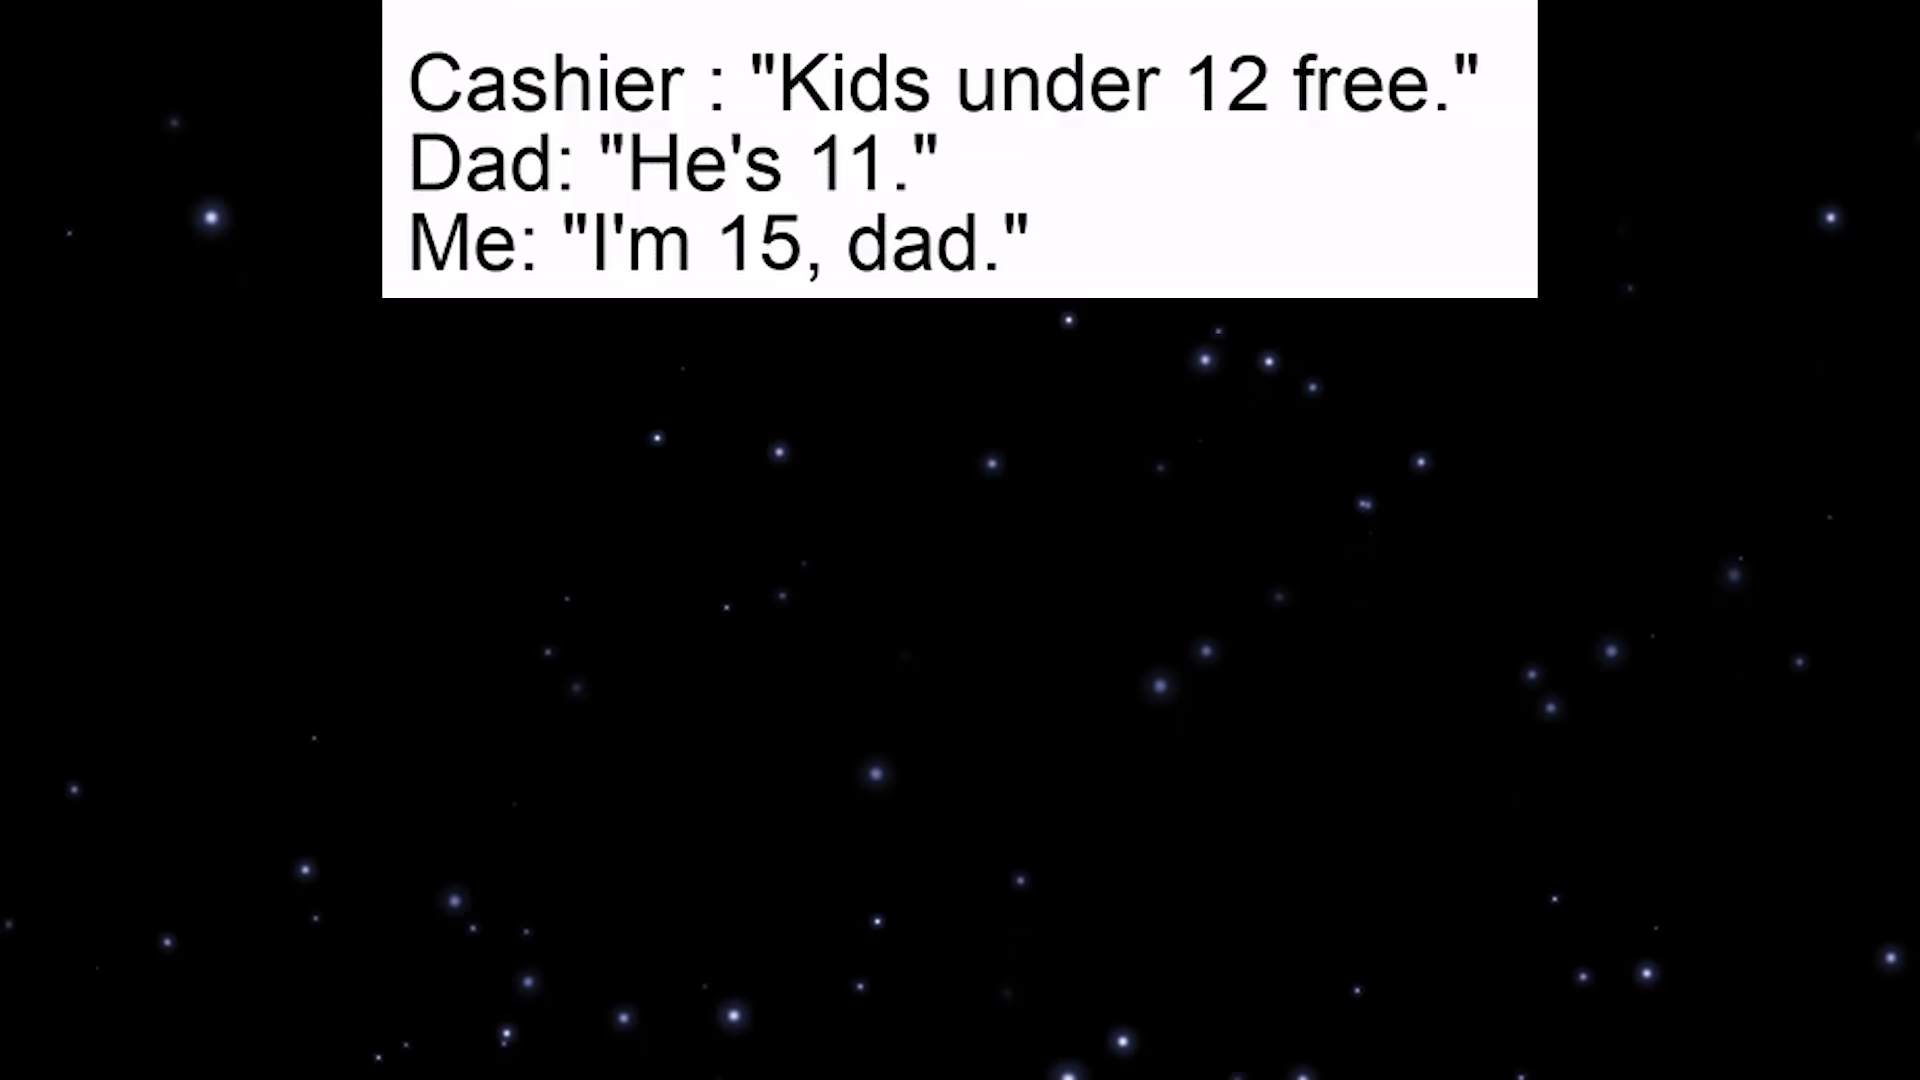 Cashier : "Kids under 12 free."
Dad: "He's 11."
Me: "I'm 15, dad."